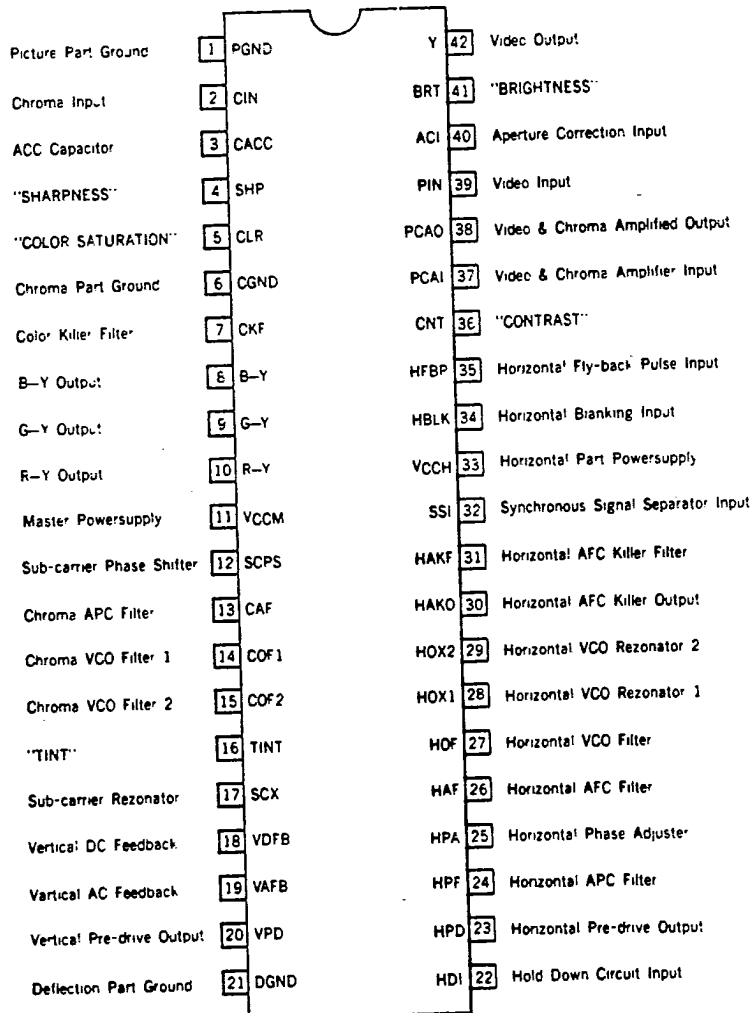 Picture Part Ground 1 PGND Y 42 Video Output
Chroma Input 2 CIN BRT 41 "BRIGHTNESS"
ACC Capacitor 3 CACC ACI 40 Aperture Correction Input
"SHARPNESS" 4 SHP PIN 39 Video Input
"COLOR SATURATION" 5 CLR PCAO 38 Video & Chroma Amplified Output
Chroma Part Ground 6 CGND PCAI 37 Video & Chroma Amplifier Input
Color Killer Filter 7 CKF CNT 36 "CONTRAST"
B–Y Output 8 B–Y HFBP 35 Horizontal Fly-back Pulse Input
G–Y Output 9 G–Y HBLK 34 Horizontal Blanking Input
R–Y Output 10 R–Y VCCH 33 Horizontal Part Powersupply
Master Powersupply 11 VCCM SSI 32 Synchronous Signal Separator Input
Sub-carrier Phase Shifter 12 SCPS HAKF 31 Horizontal AFC Killer Filter
Chroma APC Filter 13 CAF HAKO 30 Horizontal AFC Killer Output
Chroma VCO Filter 1 14 COF1 HOX2 29 Horizontal VCO Rezonator 2
Chroma VCO Filter 2 15 COF2 HOX1 28 Horizontal VCO Rezonator 1
"TINT" 16 TINT HOF 27 Horizontal VCO Filter
Sub-carrier Rezonator 17 SCX HAF 26 Horizontal AFC Filter
Vertical DC Feedback 18 VDFB HPA 25 Horizontal Phase Adjuster
Vartical AC Feedback 19 VAFB HPF 24 Horizontal APC Filter
Vertical Pre-drive Output 20 VPD HPD 23 Horizontal Pre-drive Output
Deflection Part Ground 21 DGND HDI 22 Hold Down Circuit Input